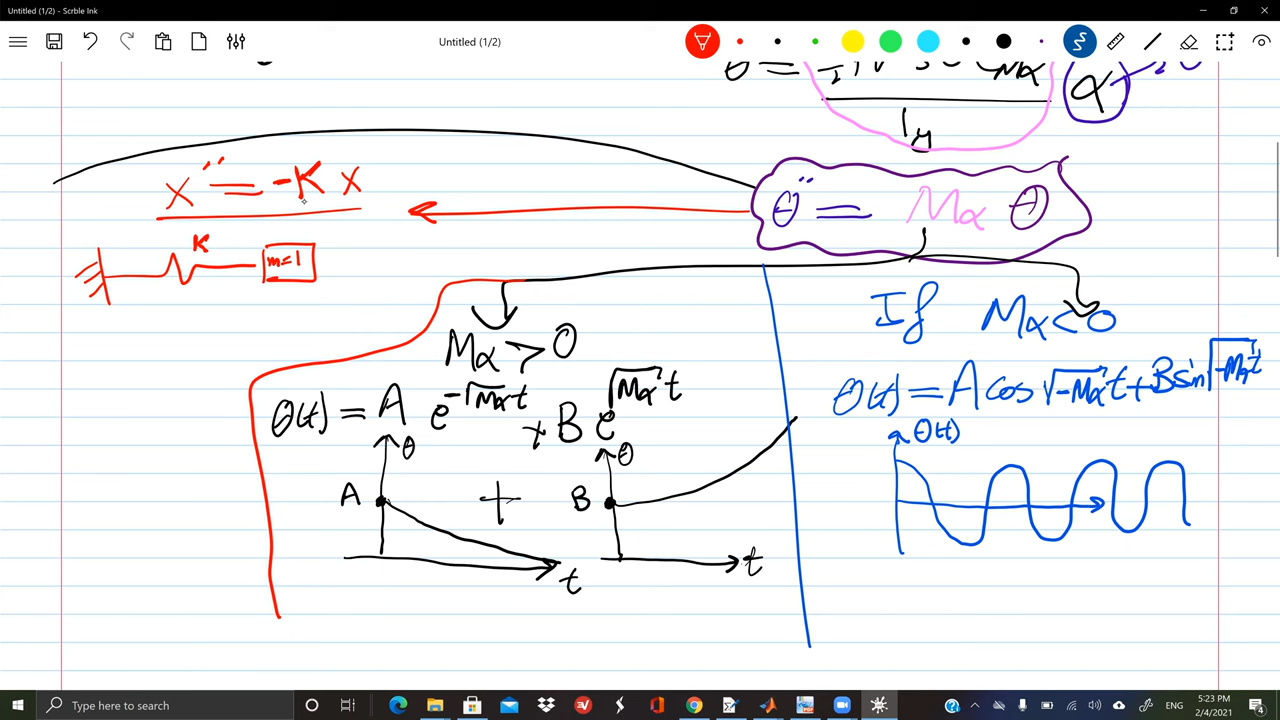 Untitled (1/2) - Scrble Ink
Untitled (1/2)
Iy
α
ẍ = -K x
θ̈ = Mα θ
K
m=1
If Mα < 0
Mα > 0
θ(t) = A e^{-√Mα t} + B e^{√Mα t}
θ(t) = A cos √-Mα t + B sin √-Mα t
θ
θ
θ(t)
A
+
B
t
t
Type here to search
5:23 PM
2/4/2021
4